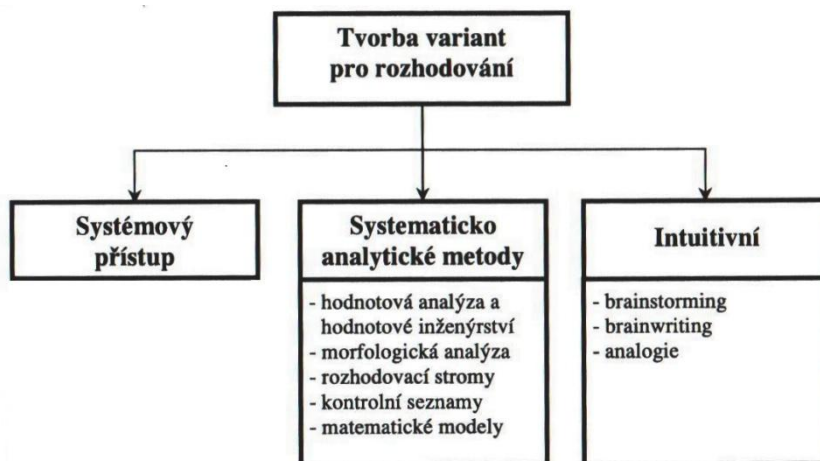 Tvorba variant
pro rozhodování
Systémový
přístup
Systematicko
analytické metody
- hodnotová analýza a
hodnotové inženýrství
- morfologická analýza
- rozhodovací stromy
- kontrolní seznamy
- matematické modely
Intuitivní
- brainstorming
- brainwriting
- analogie